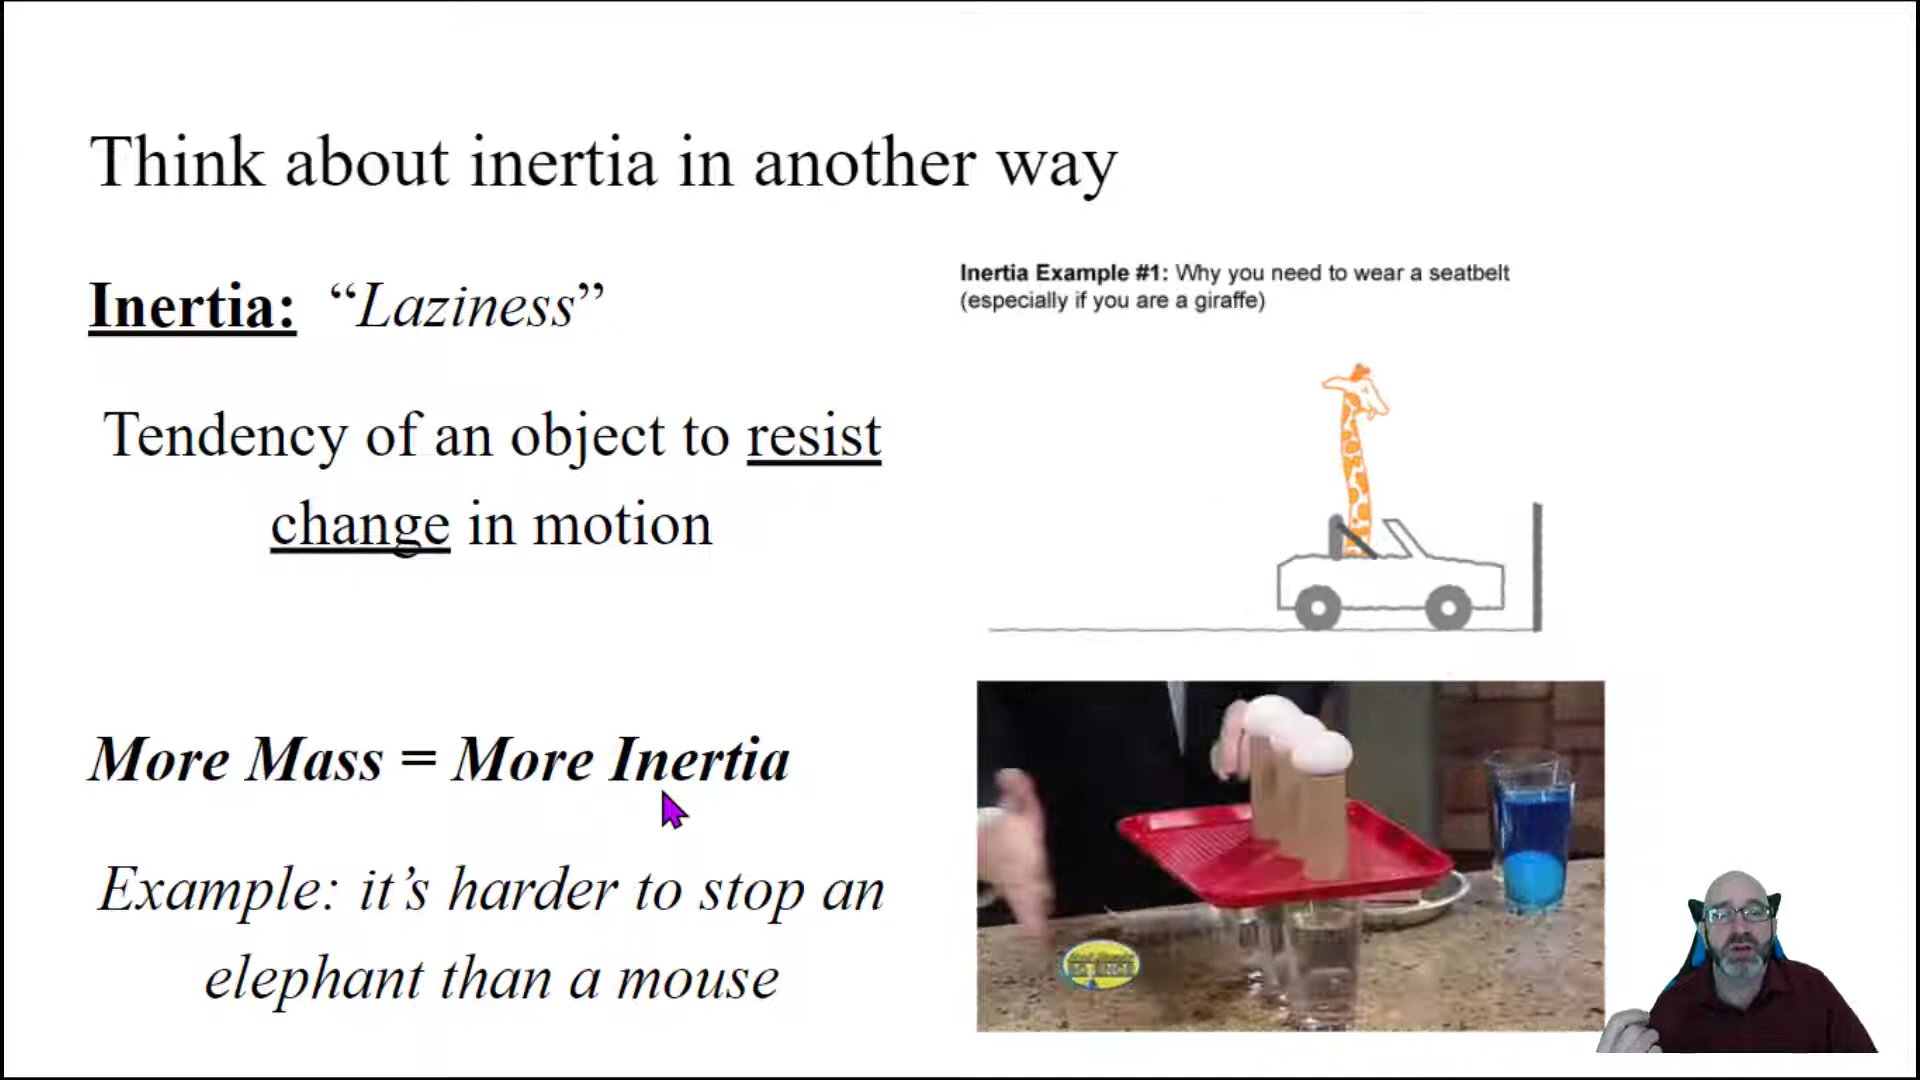 Think about inertia in another way
Inertia: “Laziness”
Tendency of an object to resist
change in motion
More Mass = More Inertia
Example: it’s harder to stop an
elephant than a mouse
Inertia Example #1: Why you need to wear a seatbelt
(especially if you are a giraffe)